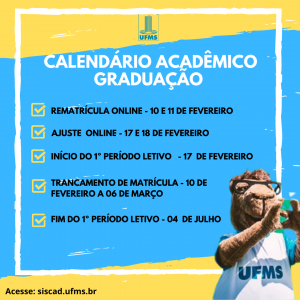 UFMS
CALENDÁRIO ACADÊMICO
GRADUAÇÃO
REMATRÍCULA ONLINE - 10 E 11 DE FEVEREIRO
AJUSTE ONLINE - 17 E 18 DE FEVEREIRO
INÍCIO DO 1º PERÍODO LETIVO - 17 DE FEVEREIRO
TRANCAMENTO DE MATRÍCULA - 10 DE
FEVEREIRO A 06 DE MARÇO
FIM DO 1º PERÍODO LETIVO - 04 DE JULHO
UFMS
Acesse: siscad.ufms.br